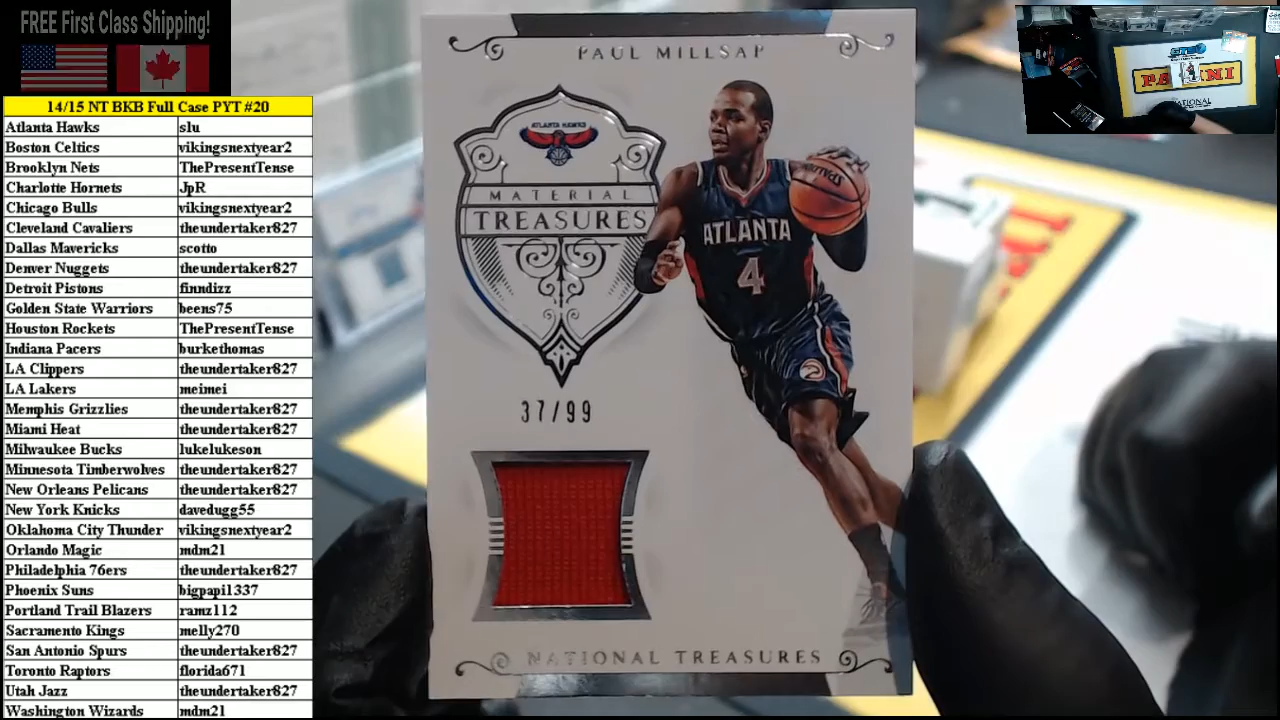 FREE First Class Shipping!
14/15 NT BKB Full Case PYT #20
Atlanta Hawks slu
Boston Celtics vikingsnextyear2
Brooklyn Nets ThePresentTense
Charlotte Hornets JpR
Chicago Bulls vikingsnextyear2
Cleveland Cavaliers theundertaker827
Dallas Mavericks scotto
Denver Nuggets theundertaker827
Detroit Pistons finndizz
Golden State Warriors beens75
Houston Rockets ThePresentTense
Indiana Pacers burkethomas
LA Clippers theundertaker827
LA Lakers meimei
Memphis Grizzlies theundertaker827
Miami Heat theundertaker827
Milwaukee Bucks lukelukeson
Minnesota Timberwolves theundertaker827
New Orleans Pelicans theundertaker827
New York Knicks davedugg55
Oklahoma City Thunder vikingsnextyear2
Orlando Magic mdm21
Philadelphia 76ers theundertaker827
Phoenix Suns bigpapi1337
Portland Trail Blazers ramz112
Sacramento Kings melly270
San Antonio Spurs theundertaker827
Toronto Raptors florida671
Utah Jazz theundertaker827
Washington Wizards mdm21
PAUL MILLSAP
ATLANTA HAWKS
MATERIAL
TREASURES
SPALDING
ATLANTA
4
37/99
NATIONAL TREASURES
PANINI
NATIONAL